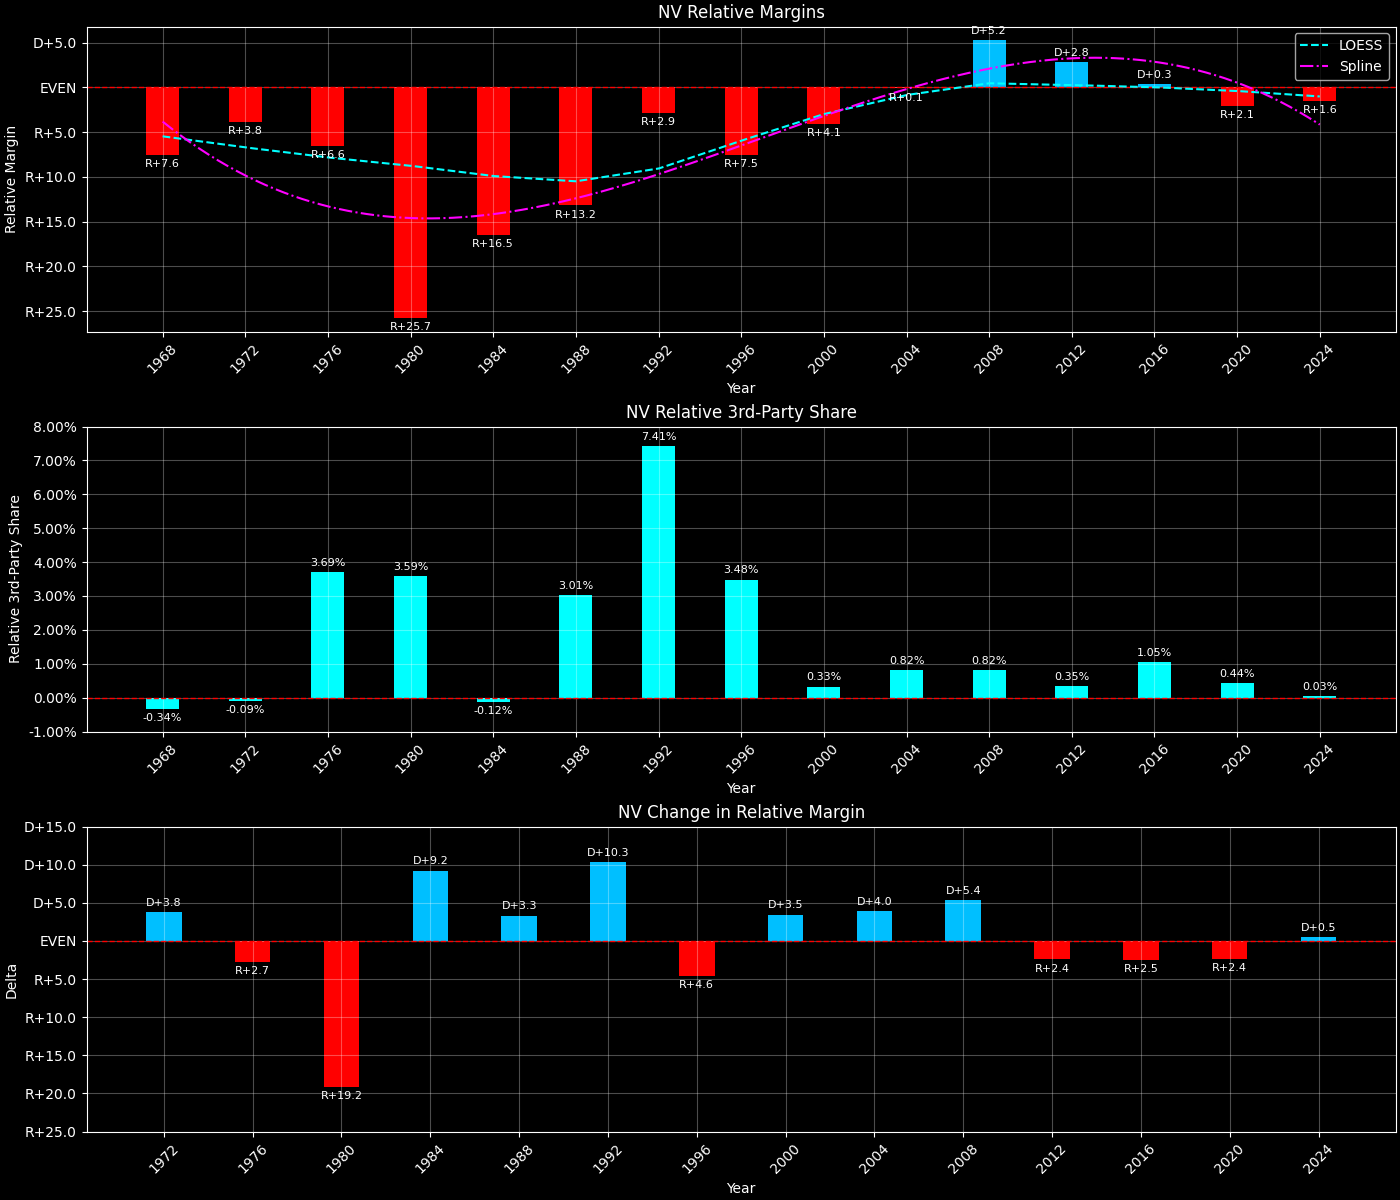 NV Relative Margins
D+5.0
EVEN
R+5.0
R+10.0
R+15.0
R+20.0
R+25.0
Relative Margin
R+7.6
R+3.8
R+6.6
R+25.7
R+16.5
R+13.2
R+2.9
R+7.5
R+4.1
R+0.1
D+5.2
D+2.8
D+0.3
R+2.1
R+1.6
LOESS
Spline
1968
1972
1976
1980
1984
1988
1992
1996
2000
2004
2008
2012
2016
2020
2024
Year
NV Relative 3rd-Party Share
8.00%
7.00%
6.00%
5.00%
4.00%
3.00%
2.00%
1.00%
0.00%
-1.00%
Relative 3rd-Party Share
-0.34%
-0.09%
3.69%
3.59%
-0.12%
3.01%
7.41%
3.48%
0.33%
0.82%
0.82%
0.35%
1.05%
0.44%
0.03%
1968
1972
1976
1980
1984
1988
1992
1996
2000
2004
2008
2012
2016
2020
2024
Year
NV Change in Relative Margin
D+15.0
D+10.0
D+5.0
EVEN
R+5.0
R+10.0
R+15.0
R+20.0
R+25.0
Delta
D+3.8
R+2.7
R+19.2
D+9.2
D+3.3
D+10.3
R+4.6
D+3.5
D+4.0
D+5.4
R+2.4
R+2.5
R+2.4
D+0.5
1972
1976
1980
1984
1988
1992
1996
2000
2004
2008
2012
2016
2020
2024
Year